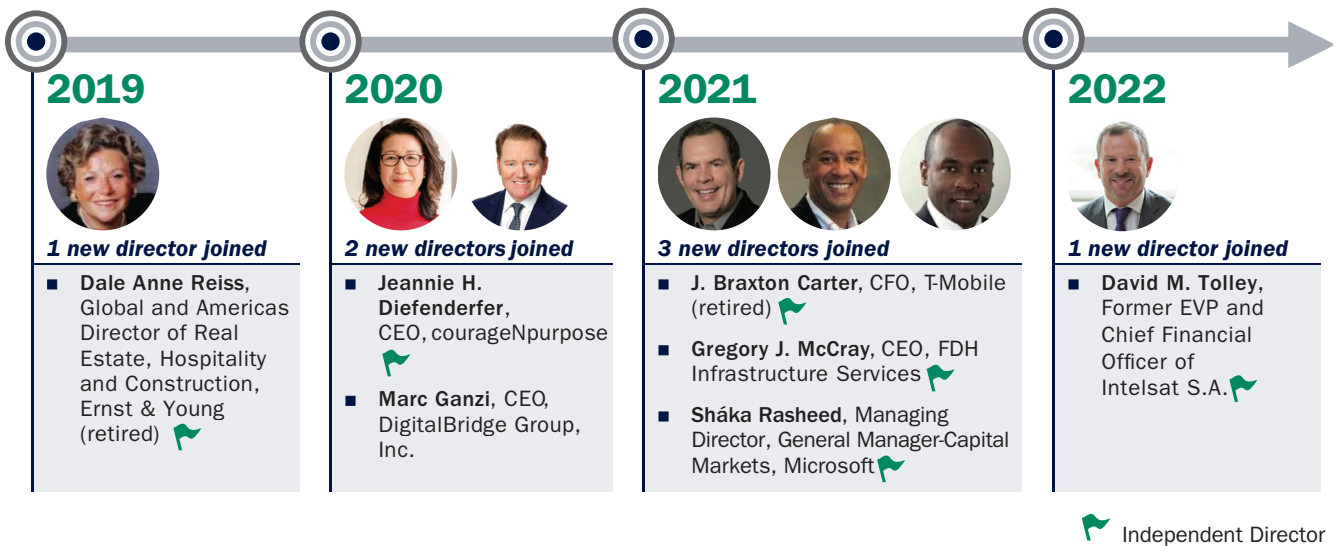 2019
1 new director joined
Dale Anne Reiss,
Global and Americas
Director of Real
Estate, Hospitality
and Construction,
Ernst & Young
(retired)
2020
2 new directors joined
Jeannie H.
Diefenderfer,
CEO, courageNpurpose
Marc Ganzi, CEO,
DigitalBridge Group,
Inc.
2021
3 new directors joined
J. Braxton Carter, CFO, T-Mobile
(retired)
Gregory J. McCray, CEO, FDH
Infrastructure Services
Sháka Rasheed, Managing
Director, General Manager-Capital
Markets, Microsoft
2022
1 new director joined
David M. Tolley,
Former EVP and
Chief Financial
Officer of
Intelsat S.A.
Independent Director